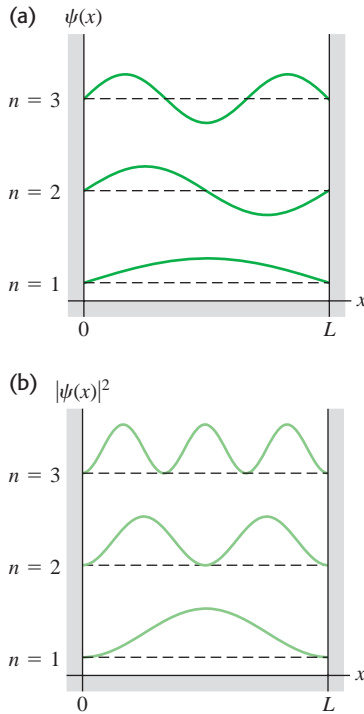 (a)
ψ(x)
n = 3
n = 2
n = 1
x
0 L
(b)
|ψ(x)|²
n = 3
n = 2
n = 1
x
0 L